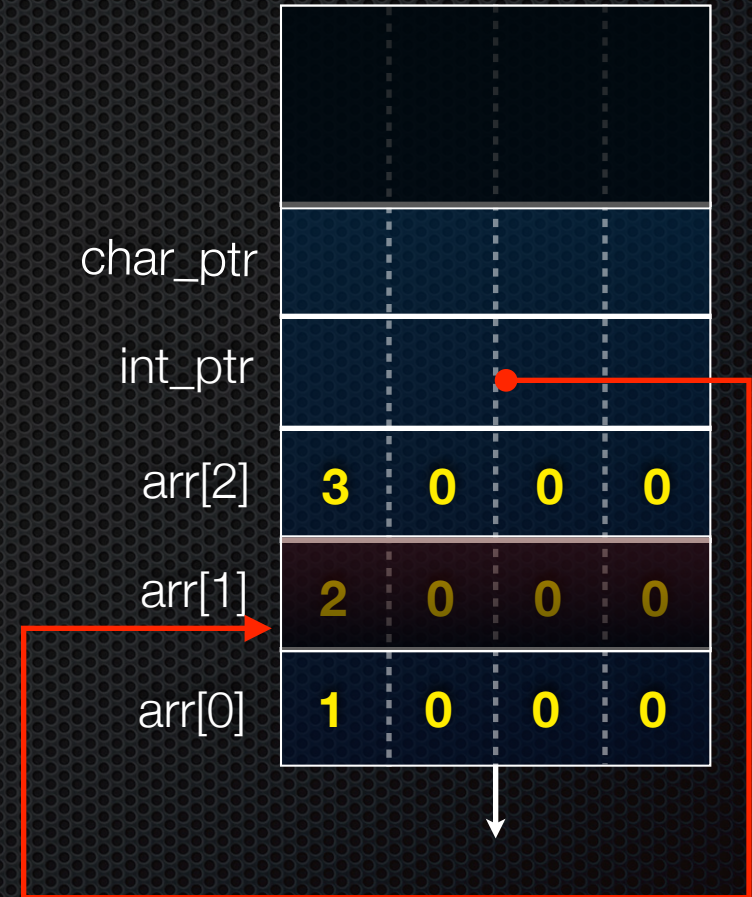 char_ptr
int_ptr
arr[2] 3 0 0 0
arr[1] 2 0 0 0
arr[0] 1 0 0 0